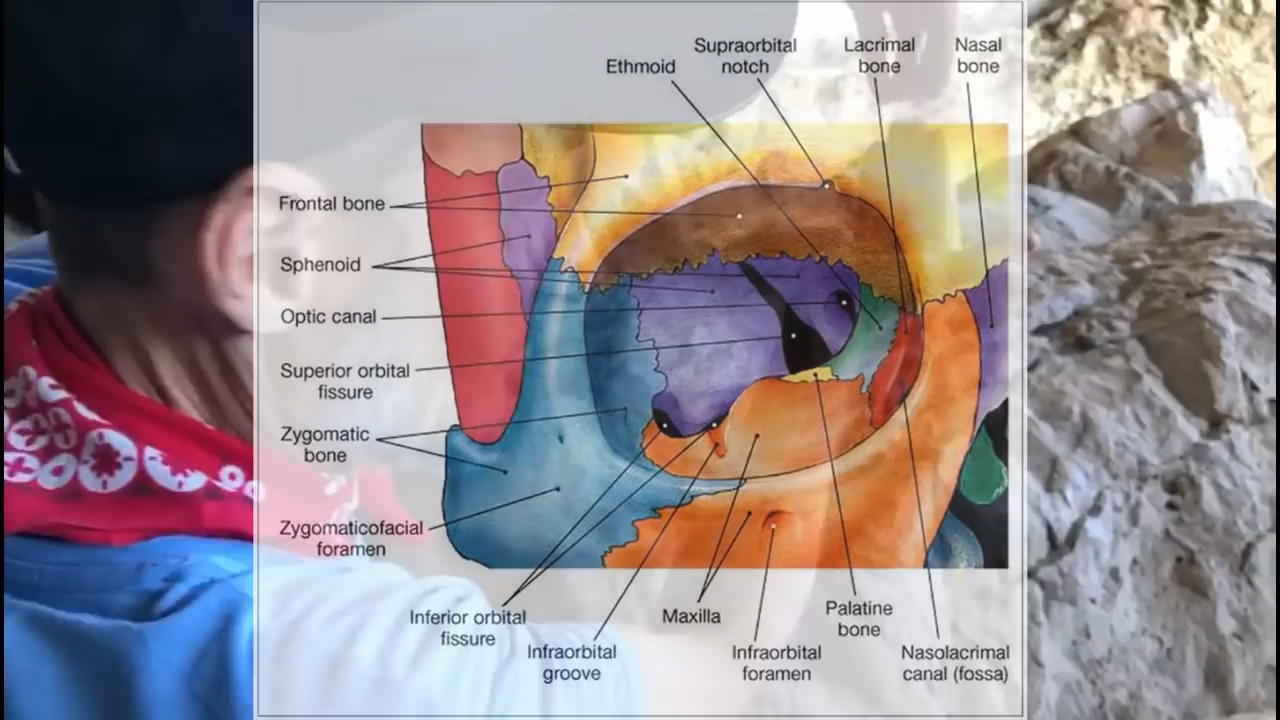 Supraorbital
notch
Lacrimal
bone
Nasal
bone
Ethmoid
Frontal bone
Sphenoid
Optic canal
Superior orbital
fissure
Zygomatic
bone
Zygomaticofacial
foramen
Inferior orbital
fissure
Infraorbital
groove
Maxilla
Infraorbital
foramen
Palatine
bone
Nasolacrimal
canal (fossa)